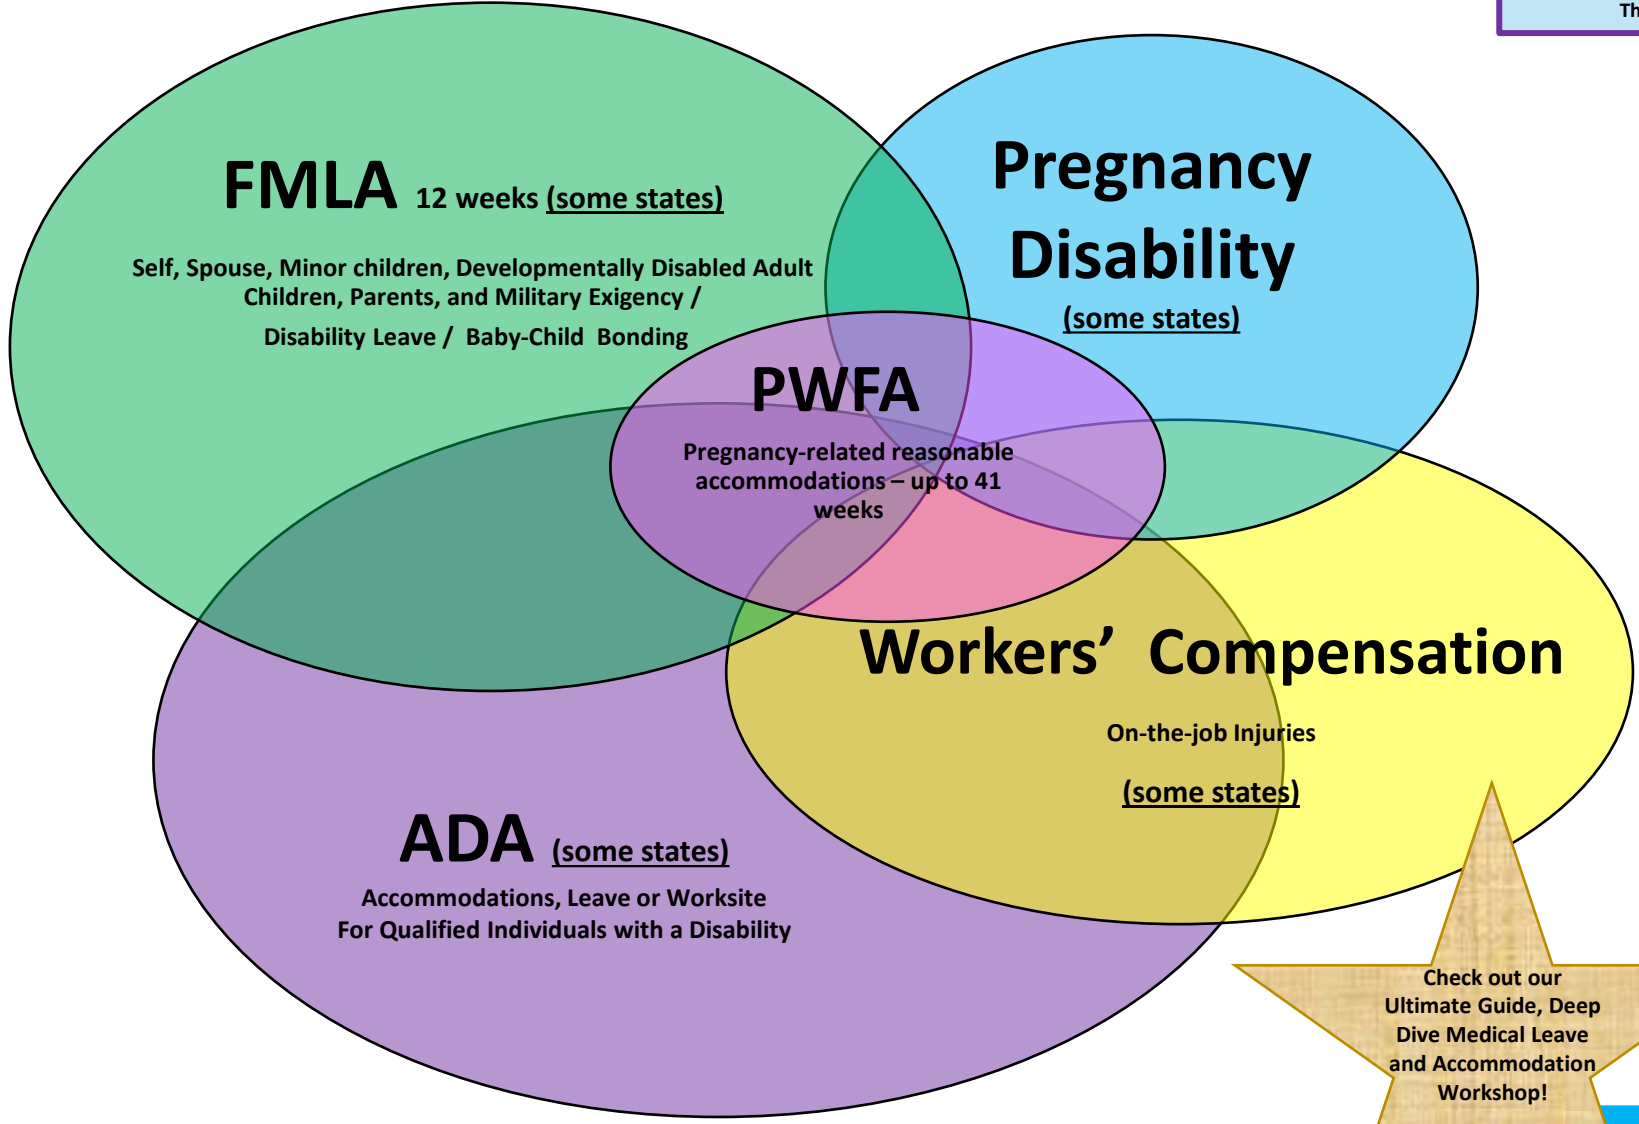 Th
FMLA 12 weeks (some states)
Self, Spouse, Minor children, Developmentally Disabled Adult
Children, Parents, and Military Exigency /
Disability Leave / Baby-Child Bonding
Pregnancy
Disability
(some states)
PWFA
Pregnancy-related reasonable
accommodations – up to 41
weeks
Workers’ Compensation
On-the-job Injuries
(some states)
ADA (some states)
Accommodations, Leave or Worksite
For Qualified Individuals with a Disability
Check out our
Ultimate Guide, Deep
Dive Medical Leave
and Accommodation
Workshop!